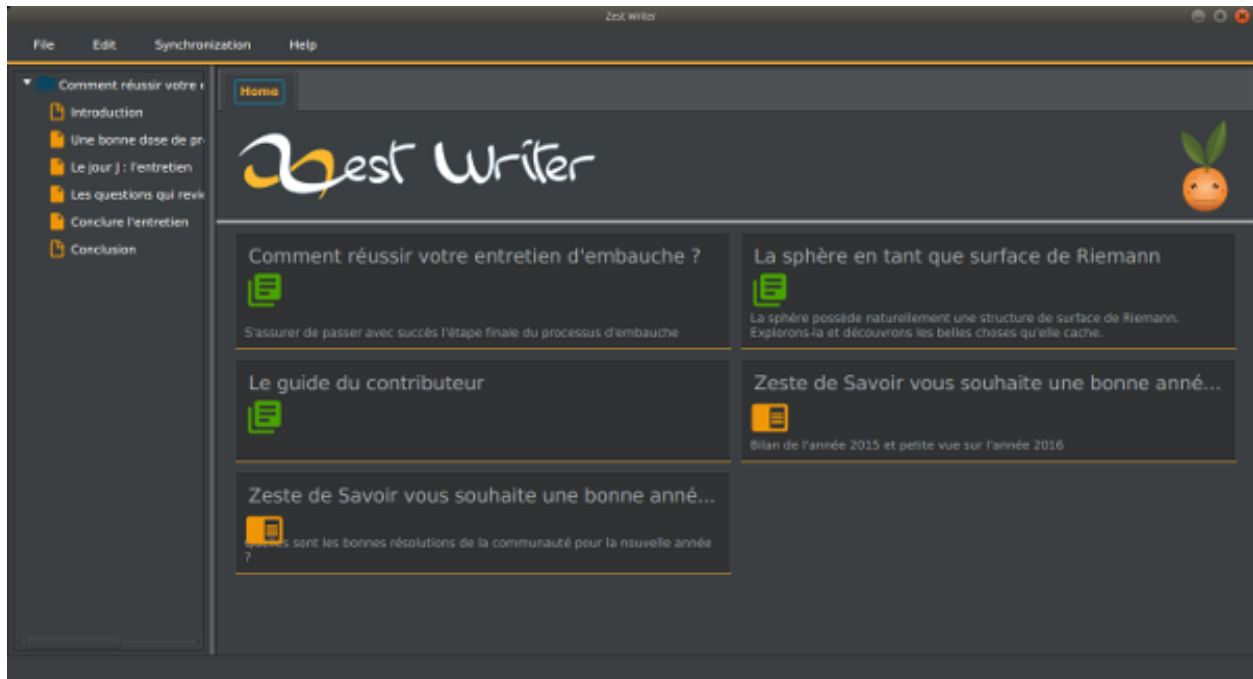 Zest Writer
File Edit Synchronization Help
Comment réussir votre e
Introduction
Une bonne dose de pr
Le jour J : l'entretien
Les questions qui revie
Conclure l'entretien
Conclusion
Home
Zest Writer
Comment réussir votre entretien d'embauche ?
S'assurer de passer avec succès l'étape finale du processus d'embauche
La sphère en tant que surface de Riemann
La sphère possède naturellement une structure de surface de Riemann.
Explorons-la et découvrons les belles choses qu'elle cache.
Le guide du contributeur
Zeste de Savoir vous souhaite une bonne anné...
Bilan de l'année 2015 et petite vue sur l'année 2016
Zeste de Savoir vous souhaite une bonne anné...
sont les bonnes résolutions de la communauté pour la nouvelle année
?